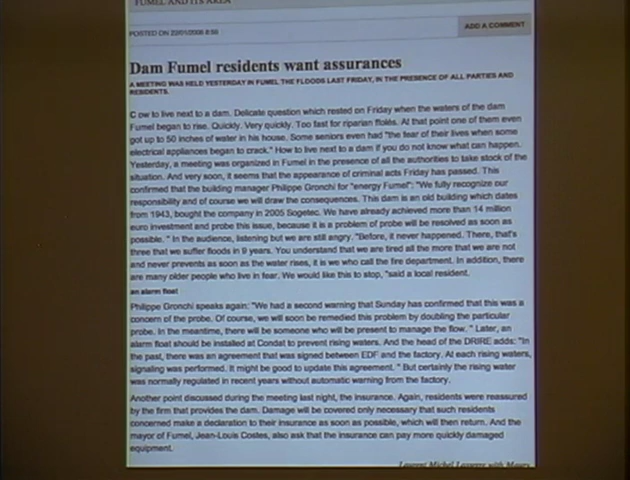 FUMEL AND ITS AREA
POSTED ON 22/01/2008 8:59
ADD A COMMENT
Dam Fumel residents want assurances
A MEETING WAS HELD YESTERDAY IN FUMEL THE FLOODS LAST FRIDAY, IN THE PRESENCE OF ALL PARTIES AND
RESIDENTS.
C ow to live next to a dam. Delicate question which rested on Friday when the waters of the dam
Fumel began to rise. Quickly. Very quickly. Too fast for riparian floiés. At that point one of them even
got up to 50 inches of water in his house. Some seniors even had "the fear of their lives when some
electrical appliances began to crack." How to live next to a dam if you do not know what can happen.
Yesterday, a meeting was organized in Fumel in the presence of all the authorities to take stock of the
situation. And very soon, it seems that the appearance of criminal acts Friday has passed. This
confirmed that the building manager Philippe Gronchi for "energy Fumel": "We fully recognize our
responsibility and of course we will draw the consequences. This dam is an old building which dates
from 1943, bought the company in 2005 Sogetec. We have already achieved more than 14 million
euro investment and probe this issue, because it is a problem of probe will be resolved as soon as
possible. " In the audience, listening but we are still angry. "Before, it never happened. There, that's
three that we suffer floods in 9 years. You understand that we are tired all the more that we are not
and never prevents as soon as the water rises, it is we who call the fire department. In addition, there
are many older people who live in fear. We would like this to stop, "said a local resident.
an alarm float
Philippe Gronchi speaks again: "We had a second warning that Sunday has confirmed that this was a
concern of the probe. Of course, we will soon be remedied this problem by doubling the particular
probe. In the meantime, there will be someone who will be present to manage the flow. " Later, an
alarm float should be installed at Condat to prevent rising waters. And the head of the DRIRE adds: "In
the past, there was an agreement that was signed between EDF and the factory. At each rising waters,
signaling was performed. It might be good to update this agreement. " But certainly the rising water
was normally regulated in recent years without automatic warning from the factory.
Another point discussed during the meeting last night, the insurance. Again, residents were reassured
by the firm that provides the dam. Damage will be covered only necessary that such residents
concerned make a declaration to their insurance as soon as possible, which will then return. And the
mayor of Fumel, Jean-Louis Costes, also ask that the insurance can pay more quickly damaged
equipment.
Laurent Michel with